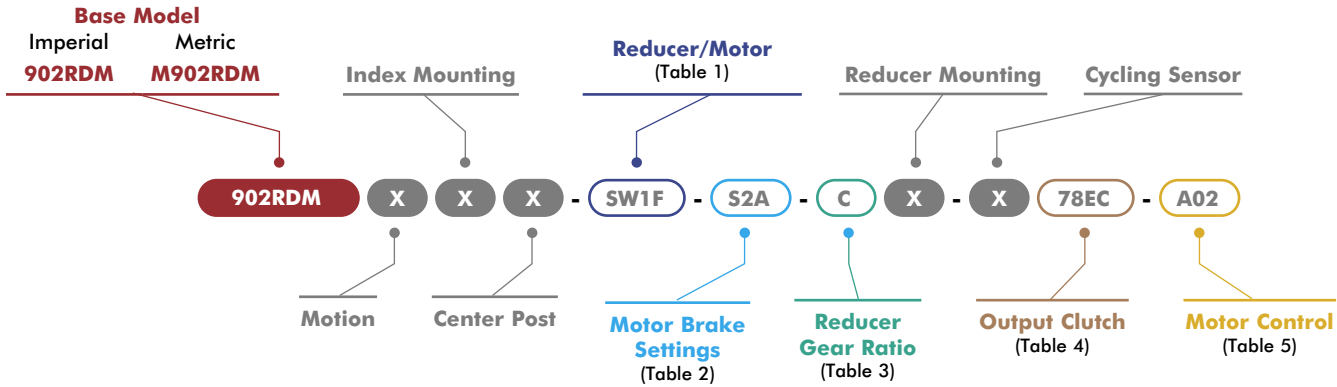 Base Model
Imperial Metric
902RDM M902RDM
Index Mounting
Reducer/Motor
(Table 1)
Reducer Mounting
Cycling Sensor
902RDM X X X - SW1F - S2A - C X - X 78EC - A02
Motion
Center Post
Motor Brake
Settings
(Table 2)
Reducer
Gear Ratio
(Table 3)
Output Clutch
(Table 4)
Motor Control
(Table 5)